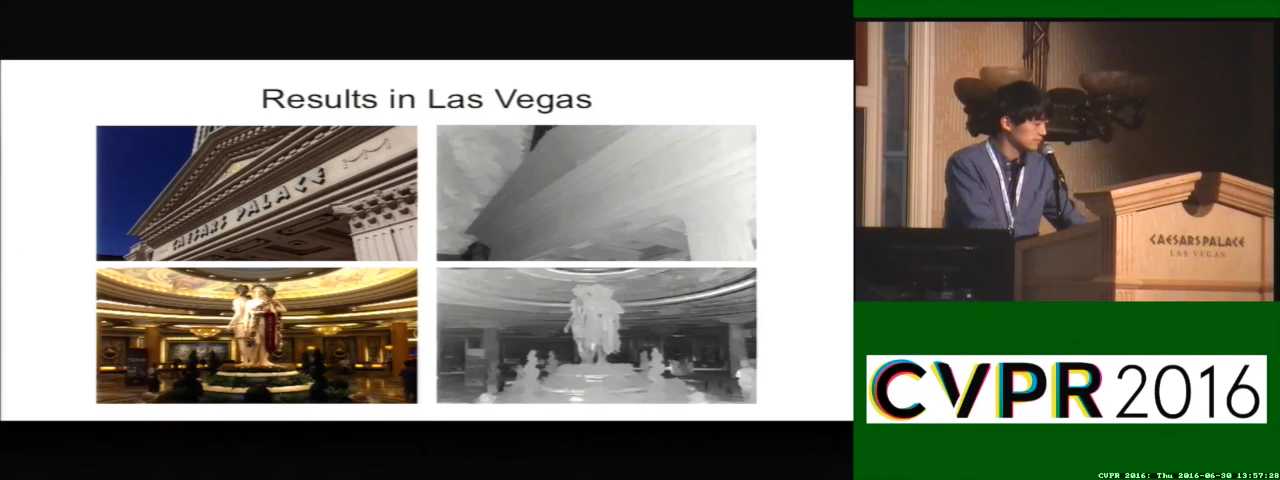 Results in Las Vegas
CAESARS PALACE
CAESARS PALACE
LAS VEGAS
CVPR 2016
CVPR 2016: Thu 2016-06-30 13:57:28